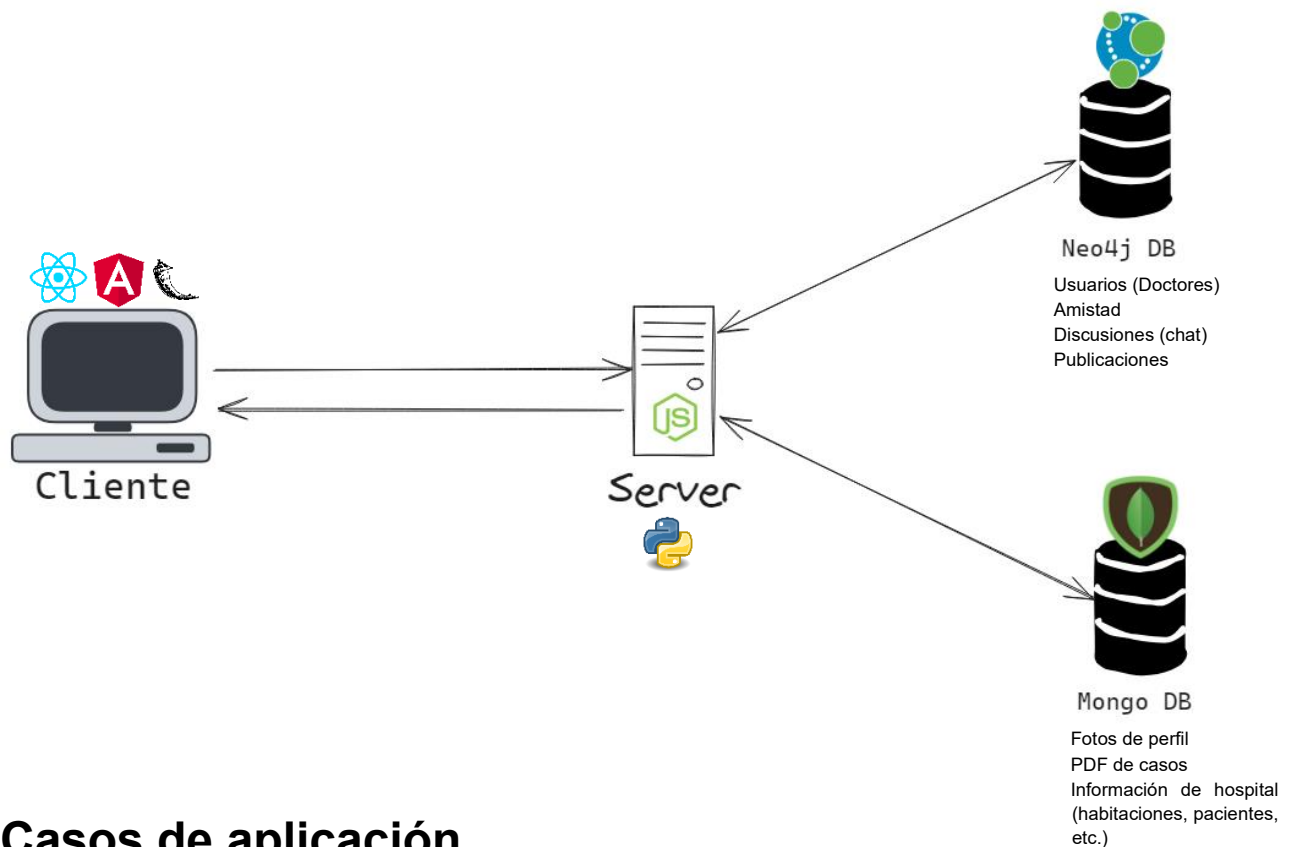 Neo4j DB
Usuarios (Doctores)
Amistad
Discusiones (chat)
Publicaciones
A
JS
Cliente
Server
Mongo DB
Fotos de perfil
PDF de casos
Información de hospital
(habitaciones, pacientes,
etc.)
Casos de aplicación